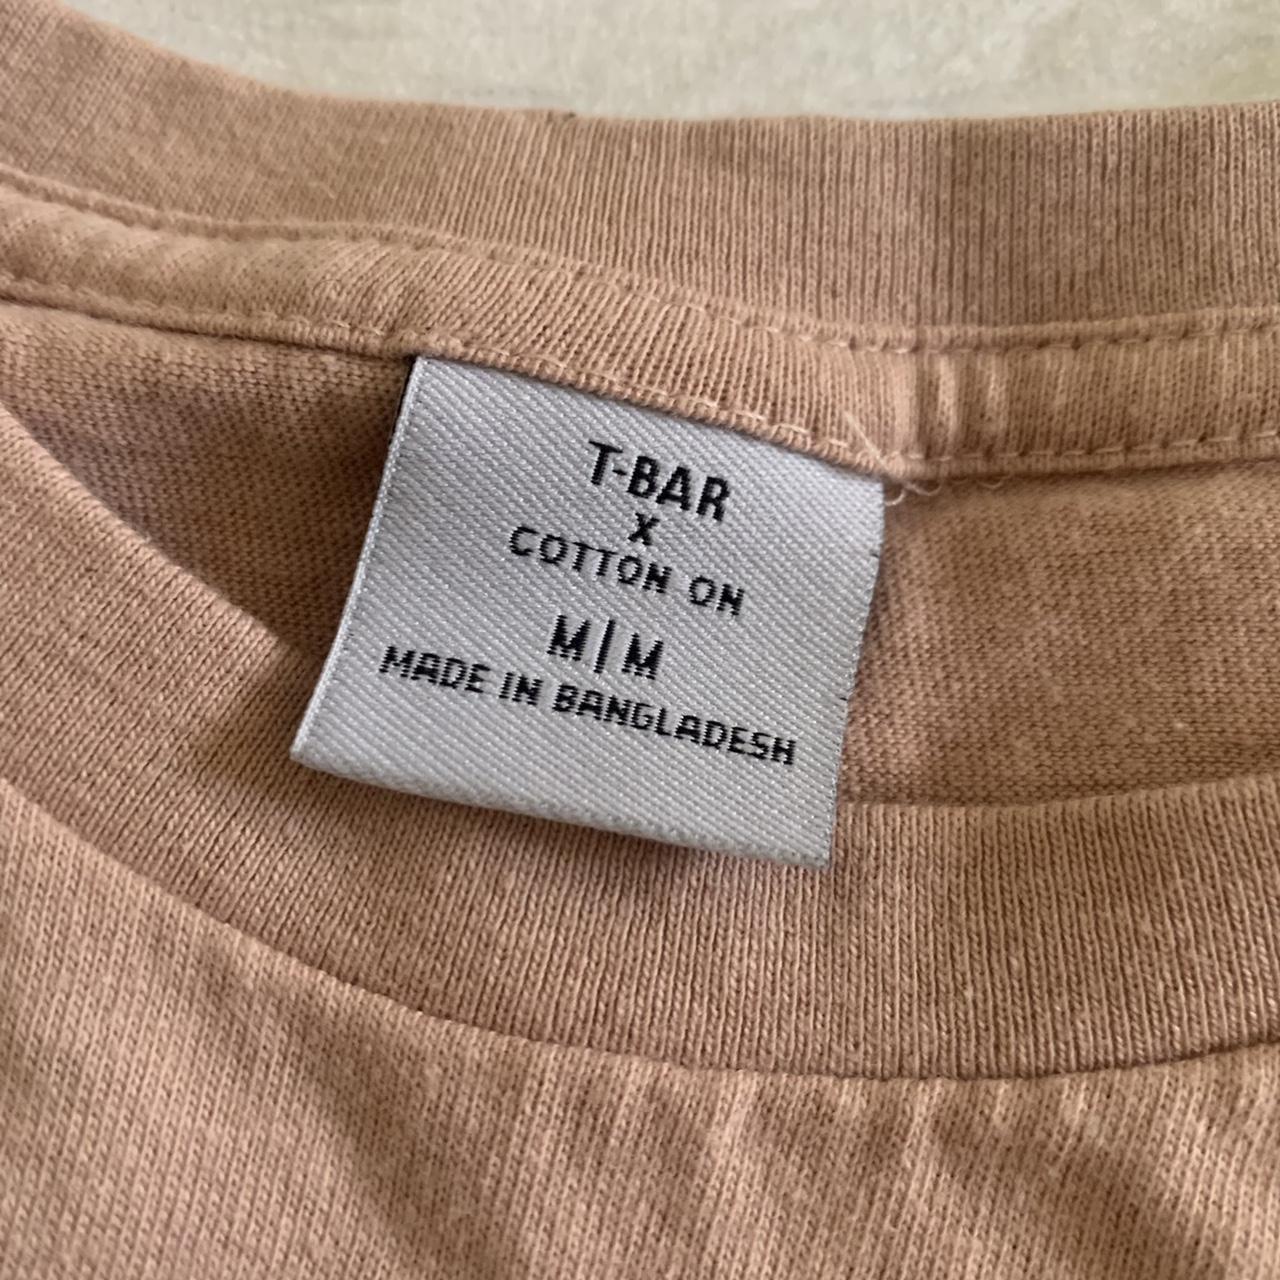 T-BAR
X
COTTON ON
M|M
MADE IN BANGLADESH